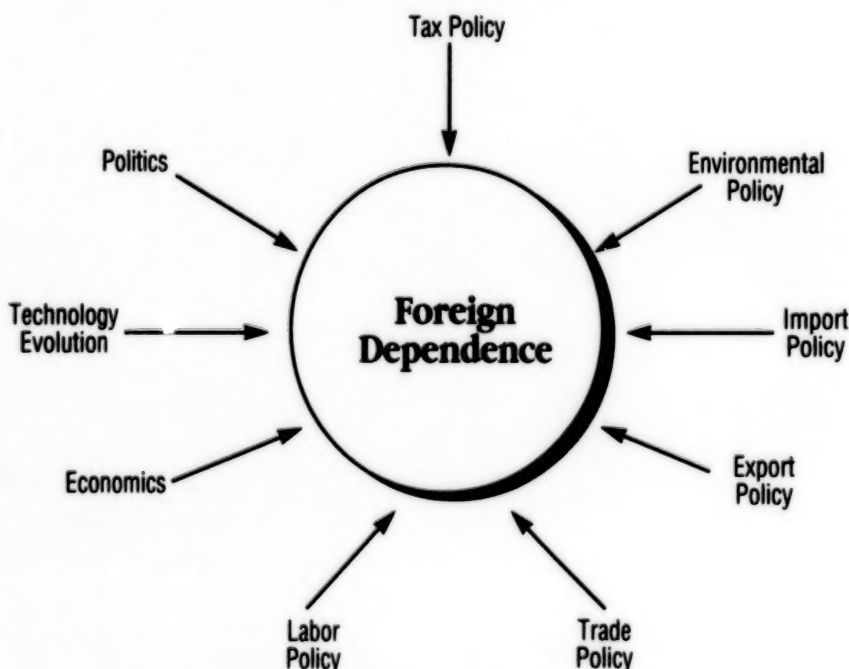 Tax Policy
Politics
Environmental
Policy
Technology
Evolution
Foreign
Dependence
Import
Policy
Economics
Export
Policy
Labor
Policy
Trade
Policy